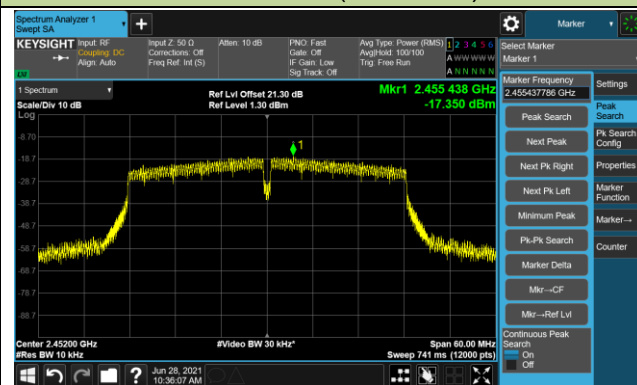 Spectrum Analyzer 1
Swept SA
Marker
KEYSIGHT
Input: RF
Coupling: DC
Align: Auto
Input Z: 50 Ω
Corrections: Off
Freq Ref: Int (S)
Atten: 10 dB
PNO: Fast
Gate: Off
IF Gain: Low
Sig Track: Off
Avg Type: Power (RMS)
Avg|Hold: 100/100
Trig: Free Run
1 2 3 4 5 6
A W W W W W
A N N N N N
Select Marker
Marker 1
1 Spectrum
Scale/Div 10 dB
Log
Ref Lvl Offset 21.30 dB
Ref Level 1.30 dBm
Mkr1 2.455 438 GHz
-17.350 dBm
1
-8.70
-18.7
-28.7
-38.7
-48.7
-58.7
-68.7
-78.7
-88.7
Center 2.45200 GHz
#Res BW 10 kHz
#Video BW 30 kHz*
Span 60.00 MHz
Sweep 741 ms (12000 pts)
Marker Frequency
2.455437786 GHz
Peak Search
Next Peak
Next Pk Right
Next Pk Left
Minimum Peak
Pk-Pk Search
Marker Delta
Mkr→CF
Mkr→Ref Lvl
Continuous Peak
Search
On
Off
Settings
Peak
Search
Pk Search
Config
Properties
Marker
Function
Marker→
Counter
Jun 28, 2021
10:36:07 AM